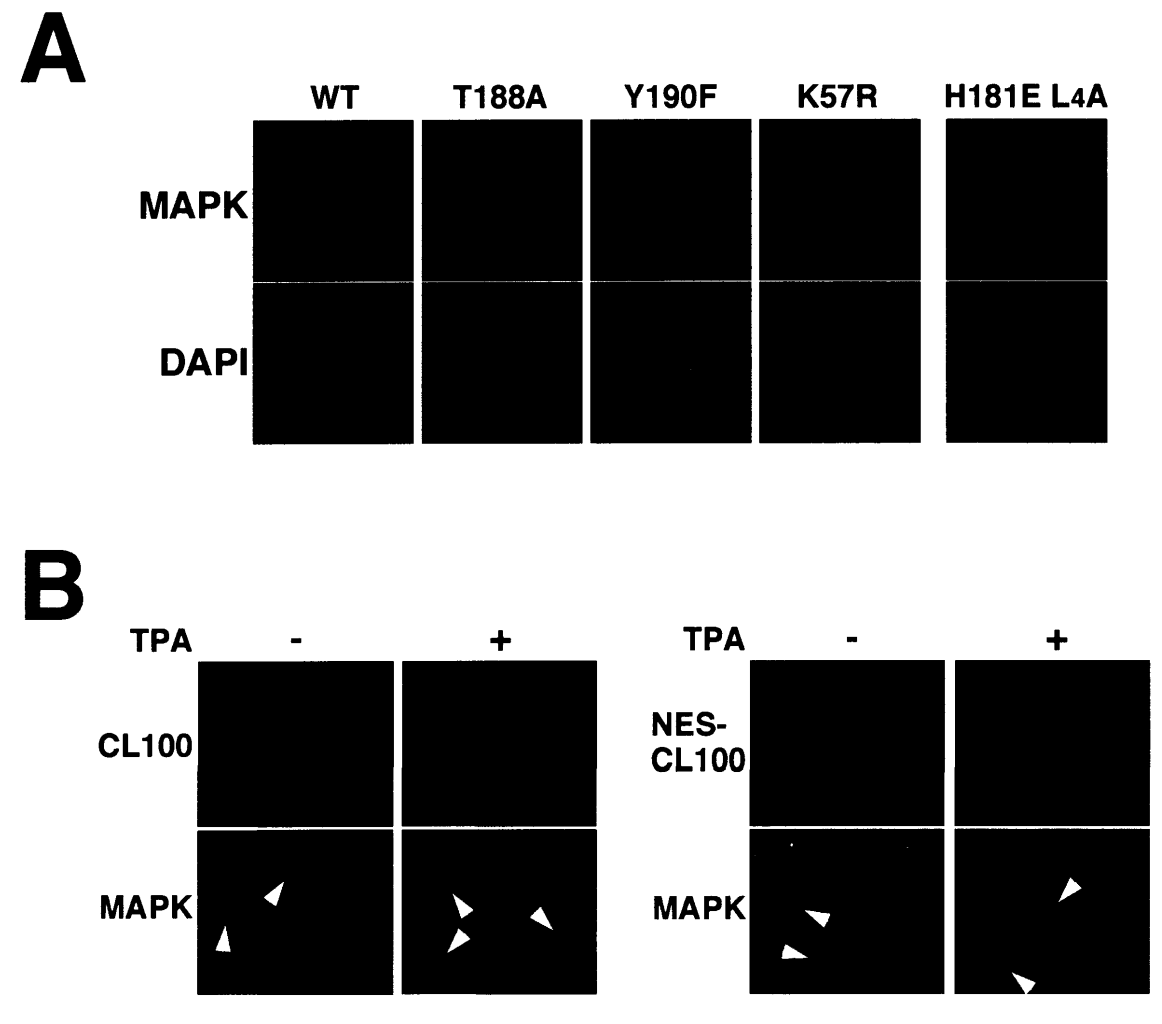 A
WT T188A Y190F K57R H181E L4A
MAPK
DAPI
B
TPA - + TPA - +
CL100 NES-
CL100
MAPK MAPK